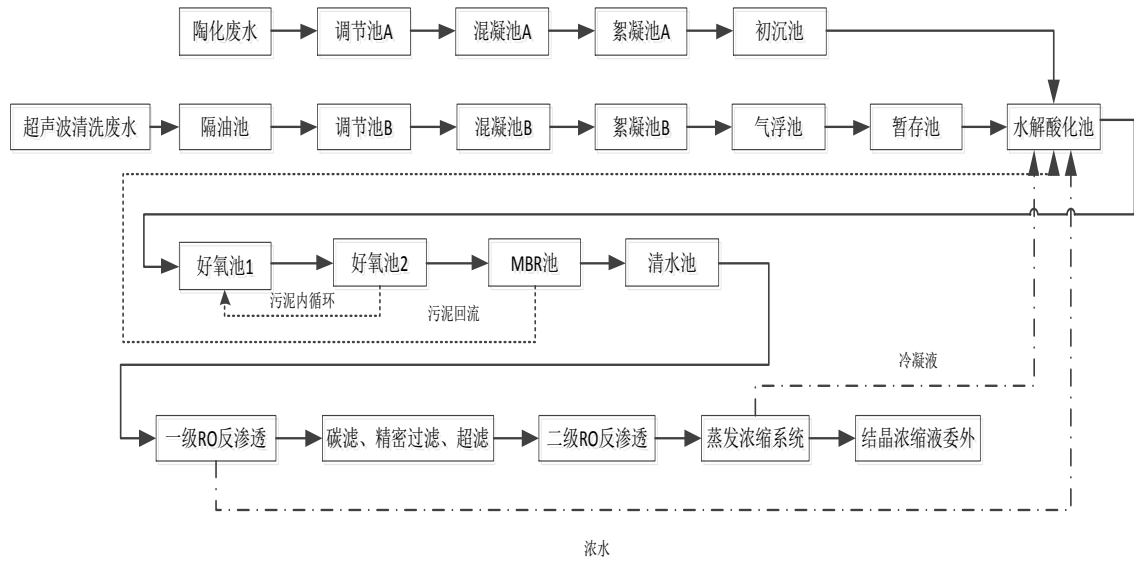 陶化废水 调节池A 混凝池A 絮凝池A 初沉池
超声波清洗废水 隔油池 调节池B 混凝池B 絮凝池B 气浮池 暂存池 水解酸化池
好氧池1 好氧池2 MBR池 清水池
污泥内循环 污泥回流
冷凝液
一级RO反渗透 碳滤、精密过滤、超滤 二级RO反渗透 蒸发浓缩系统 结晶浓缩液委外
浓水